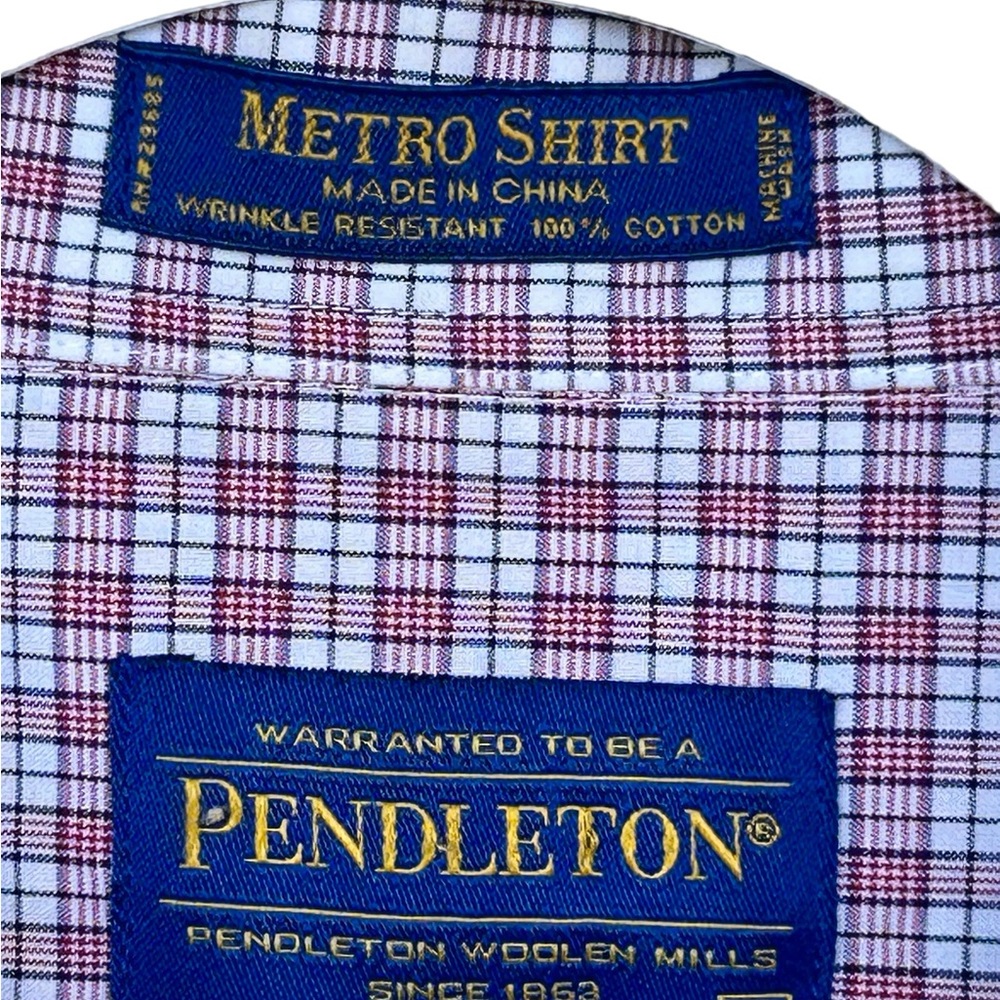 RNR29685
METRO SHIRT
MADE IN CHINA
WRINKLE RESISTANT 100% COTTON
MACHINE
WASH
WARRANTED TO BE A
PENDLETON®
PENDLETON WOOLEN MILLS
SINCE 1863